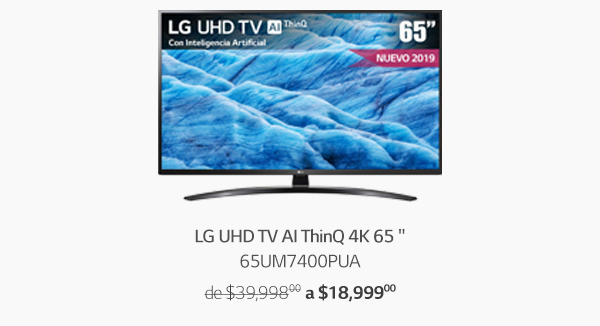 LG UHD TV AI ThinQ
Con Inteligencia Artificial
65"
NUEVO 2019
LG
LG UHD TV AI ThinQ 4K 65 "
65UM7400PUA
de $39,998⁰⁰ a $18,999⁰⁰